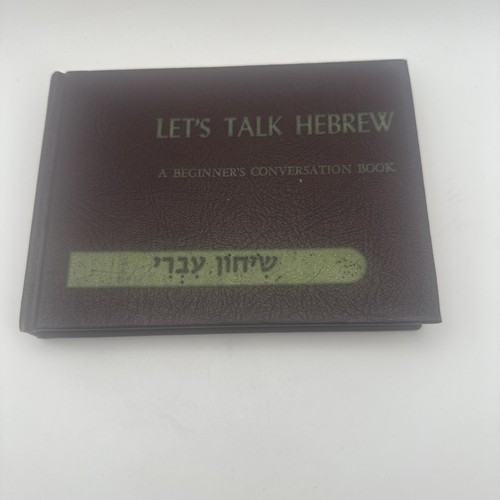 LET'S TALK HEBREW
A BEGINNER'S CONVERSATION BOOK
שִׂיחוֹן עִבְרִי